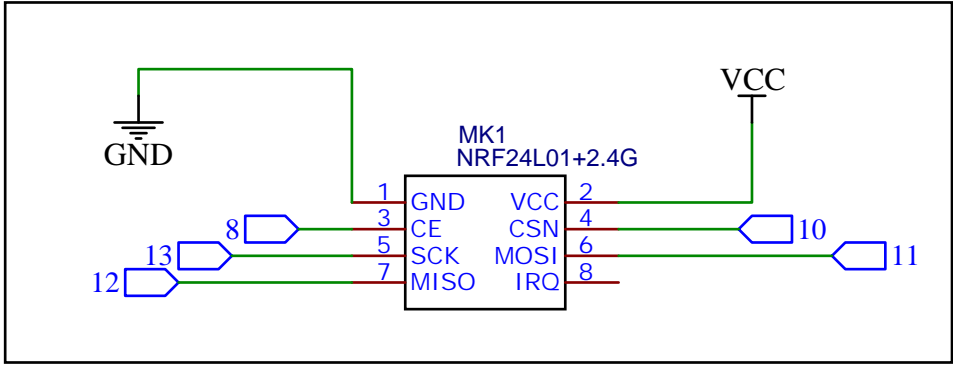 VCC
GND
MK1
NRF24L01+2.4G
1 GND VCC 2
8 3 CE CSN 4 10
13 5 SCK MOSI 6 11
12 7 MISO IRQ 8